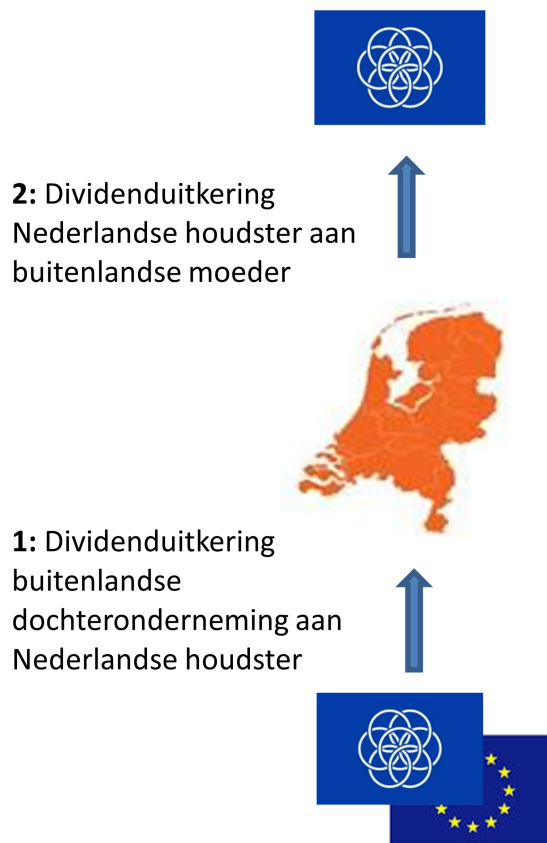 2: Dividenduitkering
Nederlandse houdster aan
buitenlandse moeder
1: Dividenduitkering
buitenlandse
dochteronderneming aan
Nederlandse houdster